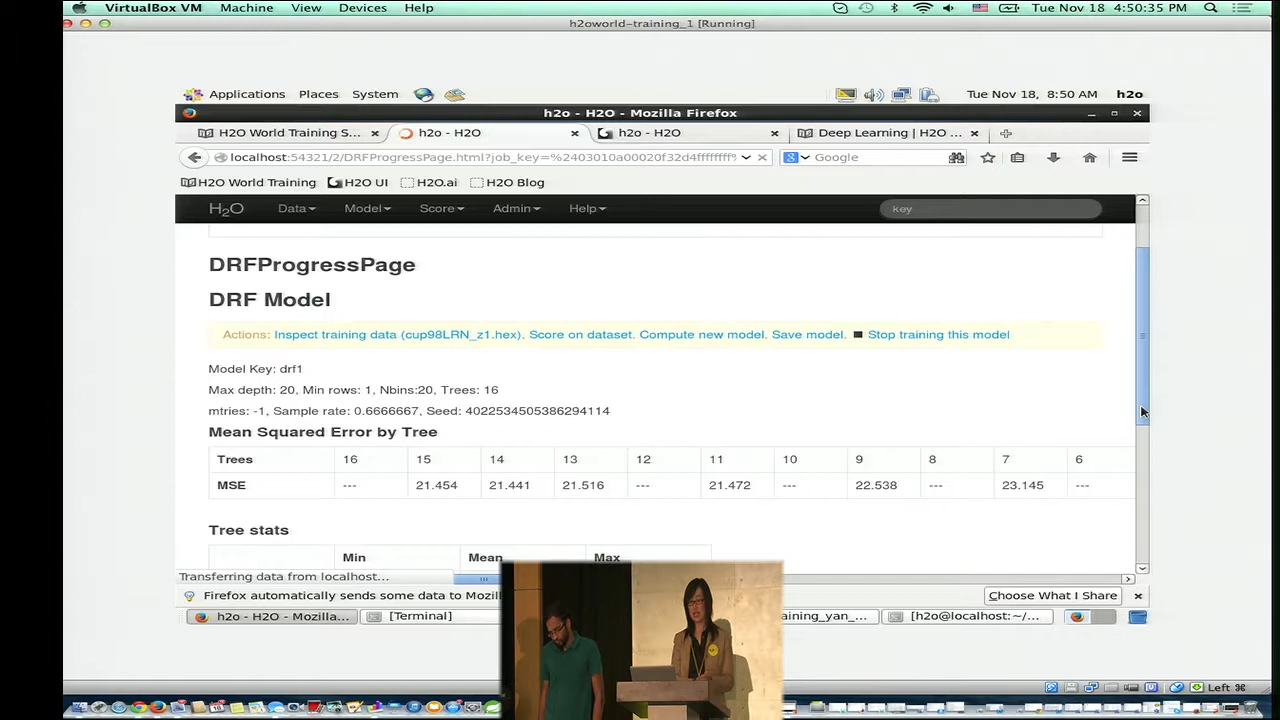 VirtualBox VM Machine View Devices Help Tue Nov 18 4:50:35 PM
h2oworld-training_1 [Running]
Applications Places System Tue Nov 18, 8:50 AM h2o
h2o - H2O - Mozilla Firefox
H2O World Training S... h2o - H2O h2o - H2O Deep Learning | H2O ...
localhost:54321/2/DRFProgressPage.html?job_key=%2403010a00020f32d4ffffffff% Google
H2O World Training H2O UI H2O.ai H2O Blog
H2O Data Model Score Admin Help key
DRFProgressPage
DRF Model
Actions: Inspect training data (cup98LRN_z1.hex). Score on dataset. Compute new model. Save model. Stop training this model
Model Key: drf1
Max depth: 20, Min rows: 1, Nbins:20, Trees: 16
mtries: -1, Sample rate: 0.6666667, Seed: 4022534505386294114
Mean Squared Error by Tree
Trees 16 15 14 13 12 11 10 9 8 7 6
MSE --- 21.454 21.441 21.516 --- 21.472 --- 22.538 --- 23.145 ---
Tree stats
Min Mean Max
Transferring data from localhost...
Firefox automatically sends some data to Choose What I Share
h2o - H2O - Mozilla... [Terminal] aining_yan_... [h2o@localhost:~/...
Left ⌘